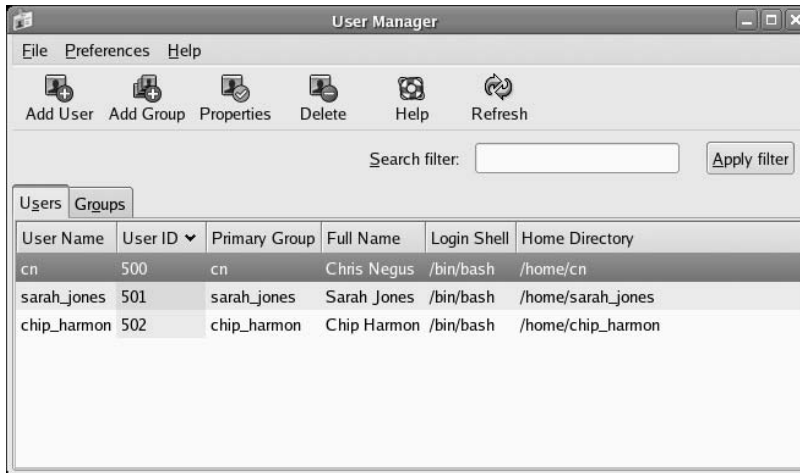 User Manager
File Preferences Help
Add User Add Group Properties Delete Help Refresh
Search filter: Apply filter
Users Groups
User Name User ID Primary Group Full Name Login Shell Home Directory
cn 500 cn Chris Negus /bin/bash /home/cn
sarah_jones 501 sarah_jones Sarah Jones /bin/bash /home/sarah_jones
chip_harmon 502 chip_harmon Chip Harmon /bin/bash /home/chip_harmon